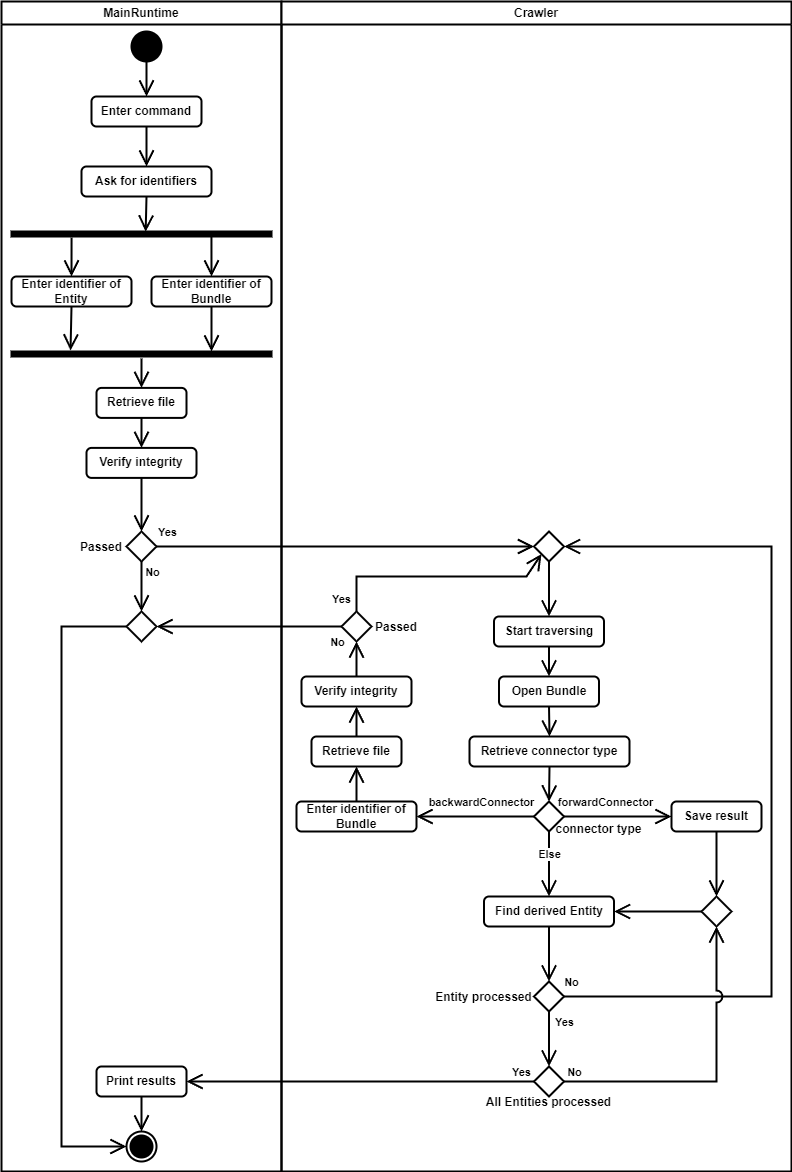 MainRuntime
Crawler
Enter command
Ask for identifiers
Enter identifier of
Entity
Enter identifier of
Bundle
Retrieve file
Verify integrity
Passed
Yes
No
Yes
Passed
No
Start traversing
Verify integrity
Open Bundle
Retrieve file
Retrieve connector type
backwardConnector
forwardConnector
Enter identifier of
Bundle
Save result
connector type
Else
Find derived Entity
Entity processed
No
Yes
Print results
Yes
No
All Entities processed